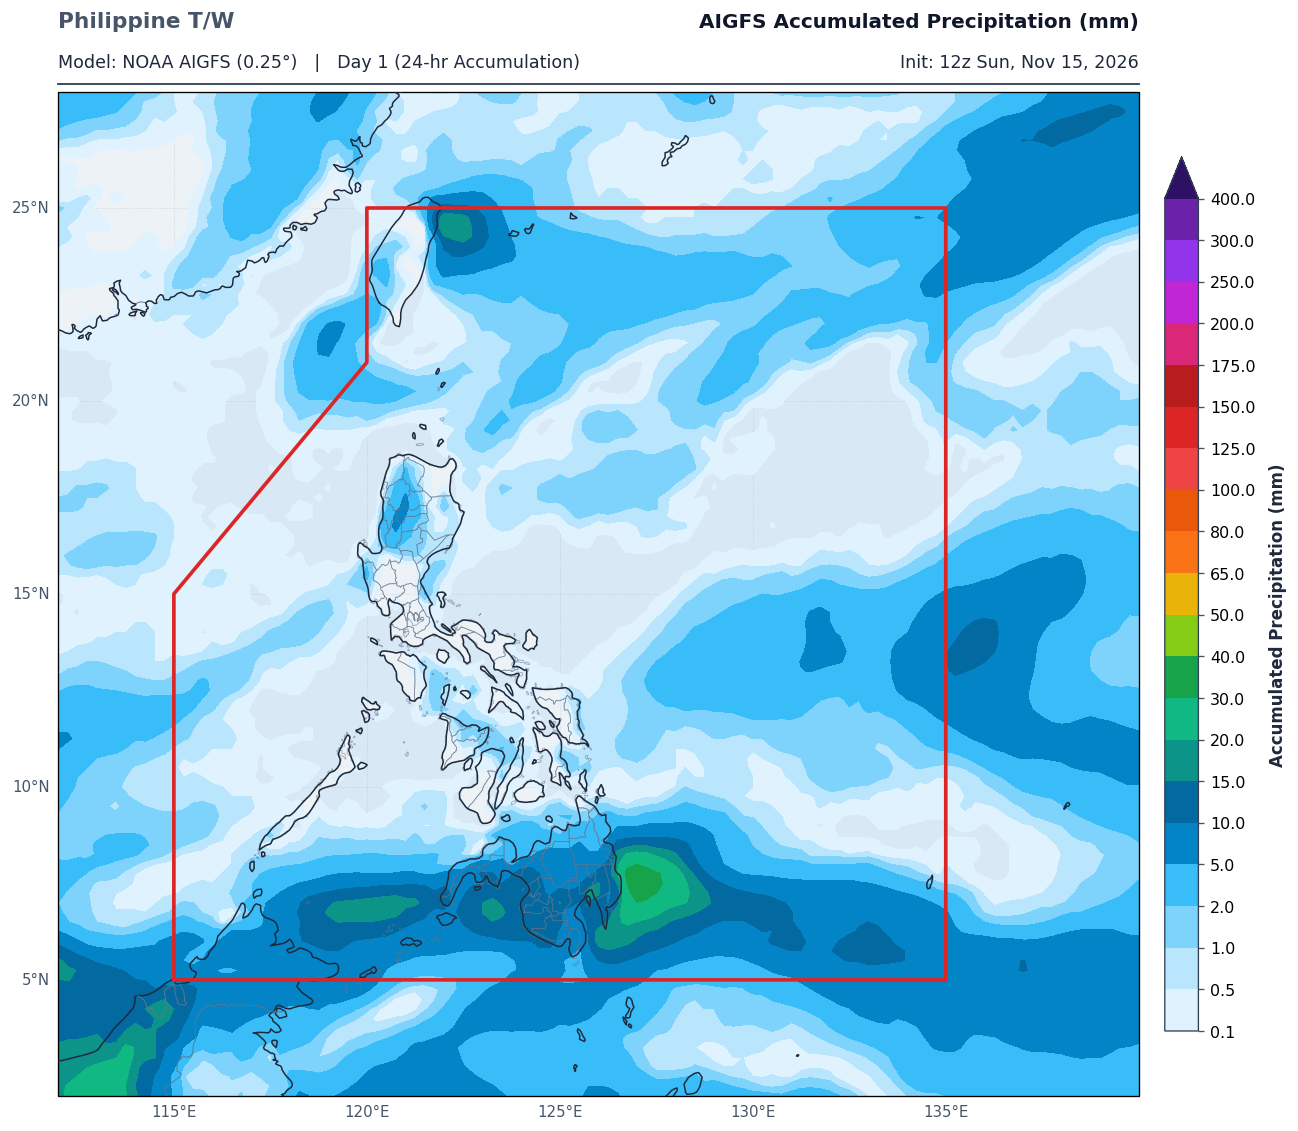 Philippine T/W
AIGFS Accumulated Precipitation (mm)
Model: NOAA AIGFS (0.25°)   |   Day 1 (24-hr Accumulation)
Init: 12z Sun, Nov 15, 2026
25°N
20°N
15°N
10°N
5°N
115°E
120°E
125°E
130°E
135°E
400.0
300.0
250.0
200.0
175.0
150.0
125.0
100.0
80.0
65.0
50.0
40.0
30.0
20.0
15.0
10.0
5.0
2.0
1.0
0.5
0.1
Accumulated Precipitation (mm)